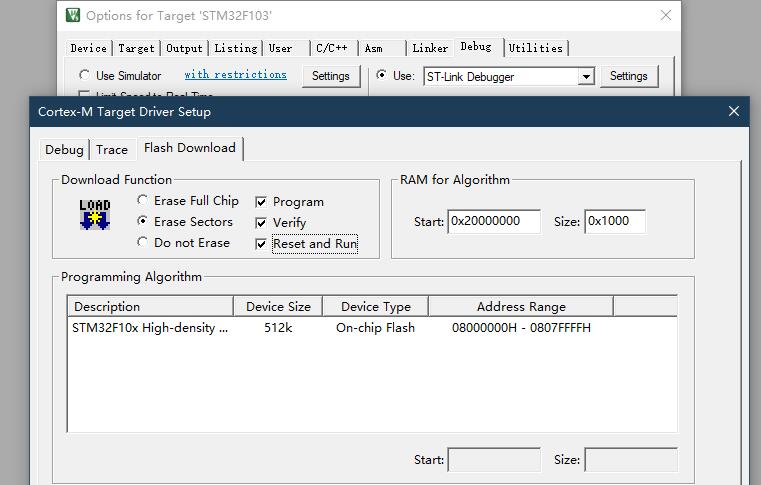 Options for Target 'STM32F103'
Device Target Output Listing User C/C++ Asm Linker Debug Utilities
Use Simulator with restrictions Settings Use: ST-Link Debugger Settings
Limit Speed to Real-Time
Cortex-M Target Driver Setup
Debug Trace Flash Download
Download Function
LOAD
Erase Full Chip
Erase Sectors
Do not Erase
Program
Verify
Reset and Run
RAM for Algorithm
Start: 0x20000000 Size: 0x1000
Programming Algorithm
Description Device Size Device Type Address Range
STM32F10x High-density ... 512k On-chip Flash 08000000H - 0807FFFFH
Start: Size: